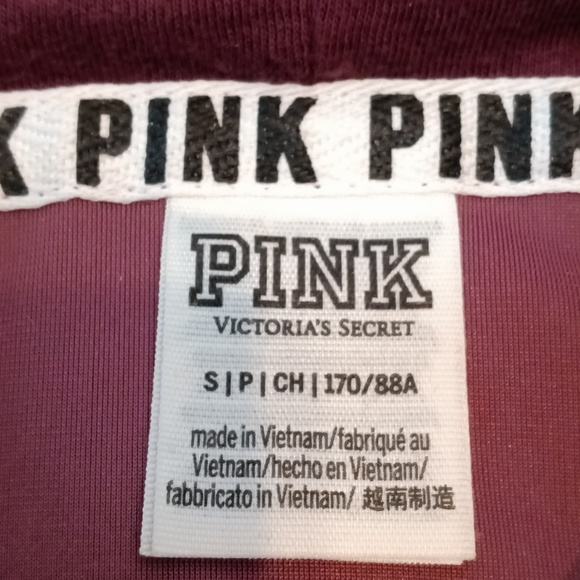 K PINK PINK
PINK
VICTORIA'S SECRET
S | P | CH | 170/88A
made in Vietnam/fabriqué au
Vietnam/hecho en Vietnam/
fabbricato in Vietnam/ 越南制造